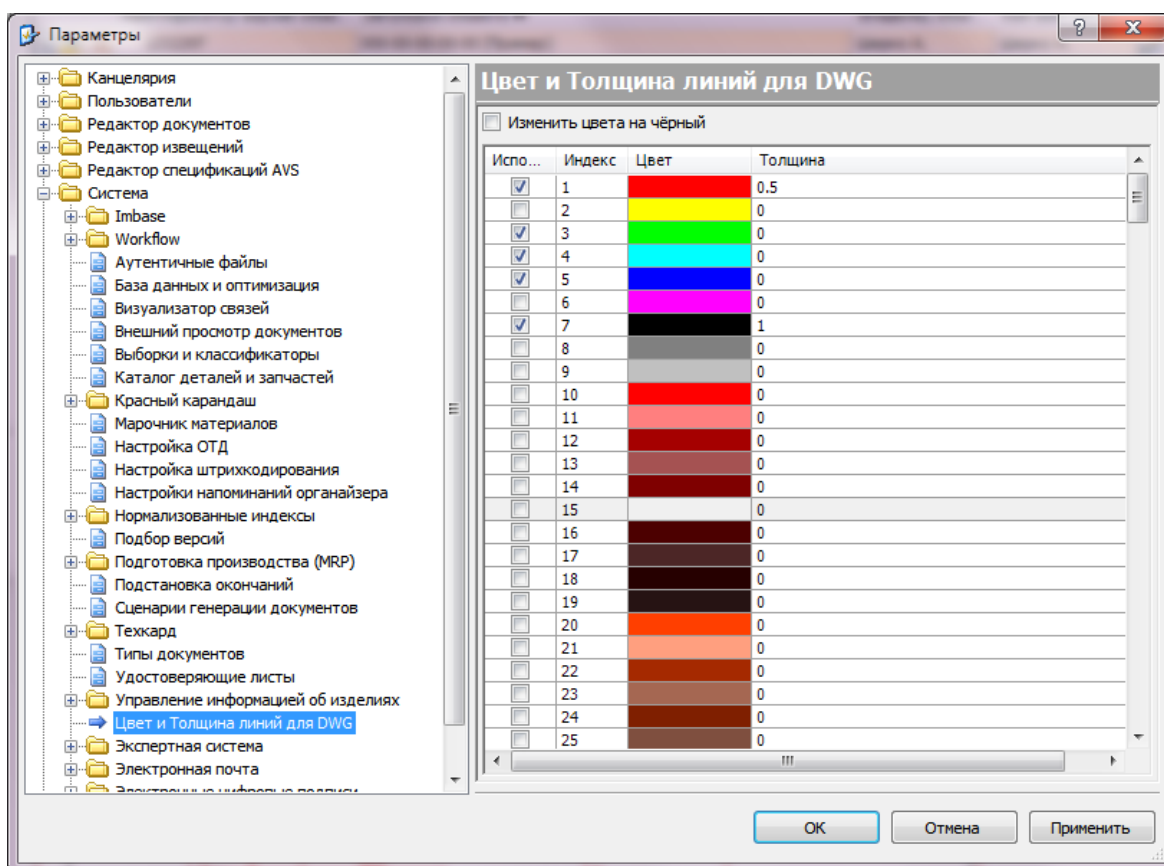 Параметры
Канцелярия
Пользователи
Редактор документов
Редактор извещений
Редактор спецификаций AVS
Система
Imbase
Workflow
Аутентичные файлы
База данных и оптимизация
Визуализатор связей
Внешний просмотр документов
Выборки и классификаторы
Каталог деталей и запчастей
Красный карандаш
Марочник материалов
Настройка ОТД
Настройка штрихкодирования
Настройки напоминаний органайзера
Нормализованные индексы
Подбор версий
Подготовка производства (MRP)
Подстановка окончаний
Сценарии генерации документов
Техкард
Типы документов
Удостоверяющие листы
Управление информацией об изделиях
Цвет и Толщина линий для DWG
Экспертная система
Электронная почта
Электронные цифровые подписи
Цвет и Толщина линий для DWG
Изменить цвета на чёрный
Испо... Индекс Цвет Толщина
1 0.5
2 0
3 0
4 0
5 0
6 0
7 1
8 0
9 0
10 0
11 0
12 0
13 0
14 0
15 0
16 0
17 0
18 0
19 0
20 0
21 0
22 0
23 0
24 0
25 0
OK Отмена Применить